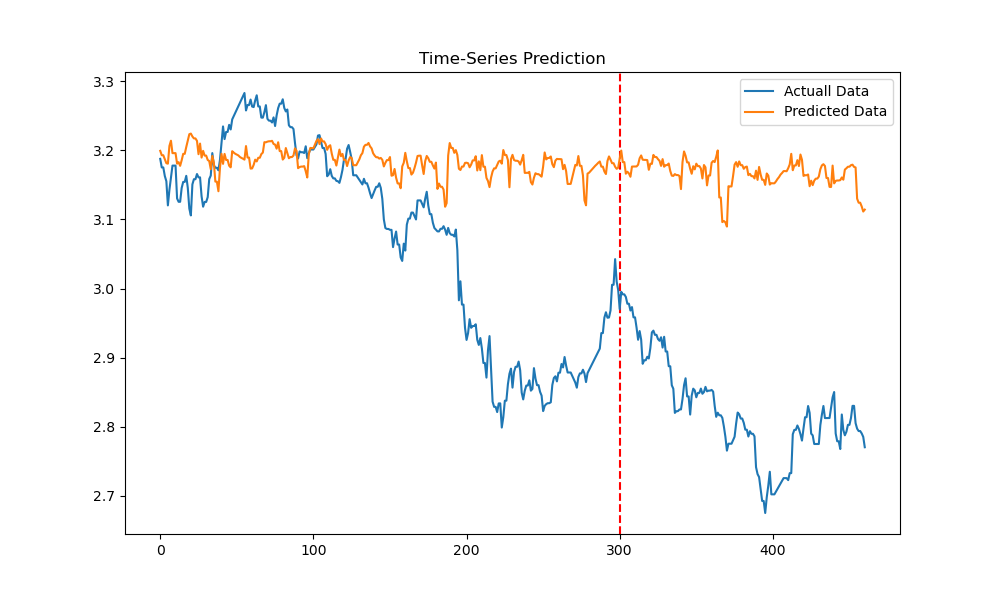 Time-Series Prediction
Actuall Data
Predicted Data
3.3
3.2
3.1
3.0
2.9
2.8
2.7
0 100 200 300 400